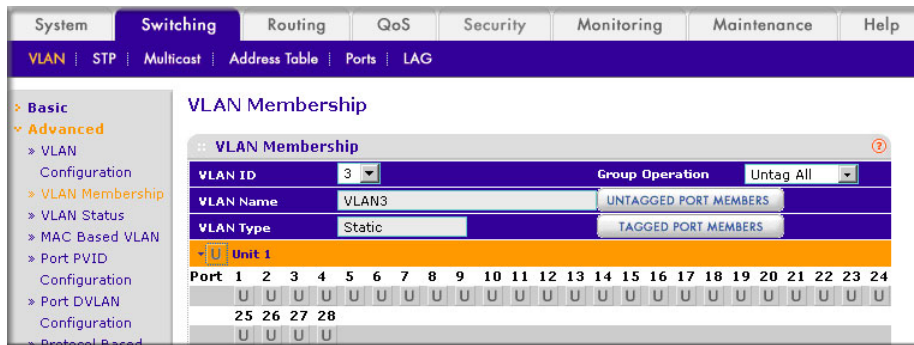 System Switching Routing QoS Security Monitoring Maintenance Help
VLAN STP Multicast Address Table Ports LAG
Basic
Advanced
» VLAN
Configuration
» VLAN Membership
» VLAN Status
» MAC Based VLAN
» Port PVID
Configuration
» Port DVLAN
Configuration
» Protocol Based
VLAN Membership
VLAN Membership ?
VLAN ID 3 Group Operation Untag All
VLAN Name VLAN3 UNTAGGED PORT MEMBERS
VLAN Type Static TAGGED PORT MEMBERS
U Unit 1
Port 1 2 3 4 5 6 7 8 9 10 11 12 13 14 15 16 17 18 19 20 21 22 23 24
U U U U U U U U U U U U U U U U U U U U U U U U
25 26 27 28
U U U U